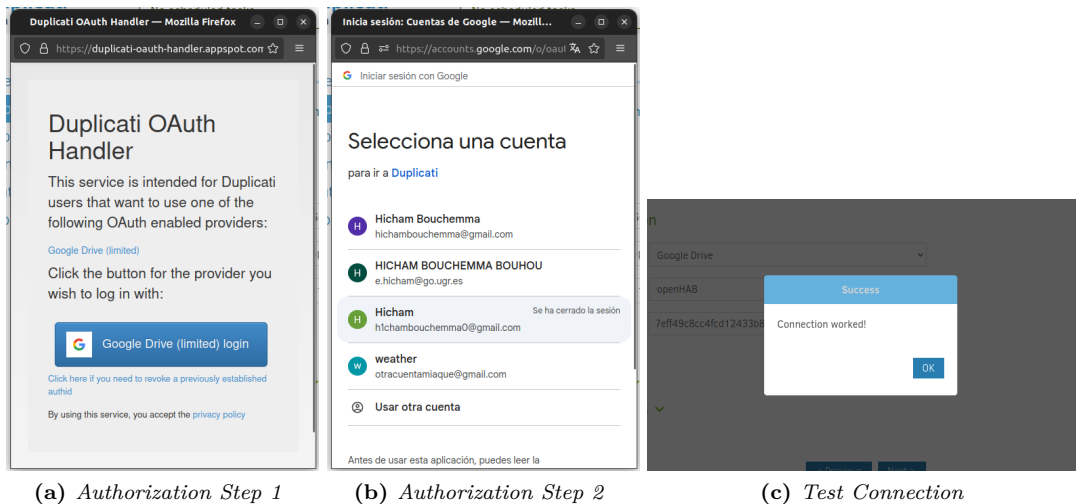 Duplicati OAuth Handler — Mozilla Firefox
https://duplicati-oauth-handler.appspot.com
Duplicati OAuth
Handler
This service is intended for Duplicati
users that want to use one of the
following OAuth enabled providers:
Google Drive (limited)
Click the button for the provider you
wish to log in with:
Google Drive (limited) login
Click here if you need to revoke a previously established
authid
By using this service, you accept the privacy policy
(a) Authorization Step 1
Inicia sesión: Cuentas de Google — Mozill...
https://accounts.google.com/o/oaut
Iniciar sesión con Google
Selecciona una cuenta
para ir a Duplicati
H
Hicham Bouchemma
hichambouchemma@gmail.com
H
HICHAM BOUCHEMMA BOUHOU
e.hicham@go.ugr.es
H
Hicham
Se ha cerrado la sesión
h1chambouchemma0@gmail.com
w
weather
otracuentamiaque@gmail.com
Usar otra cuenta
Antes de usar esta aplicación, puedes leer la
(b) Authorization Step 2
Google Drive
openHAB
7eff49c8cc4fcd12433b8
Success
Connection worked!
OK
(c) Test Connection